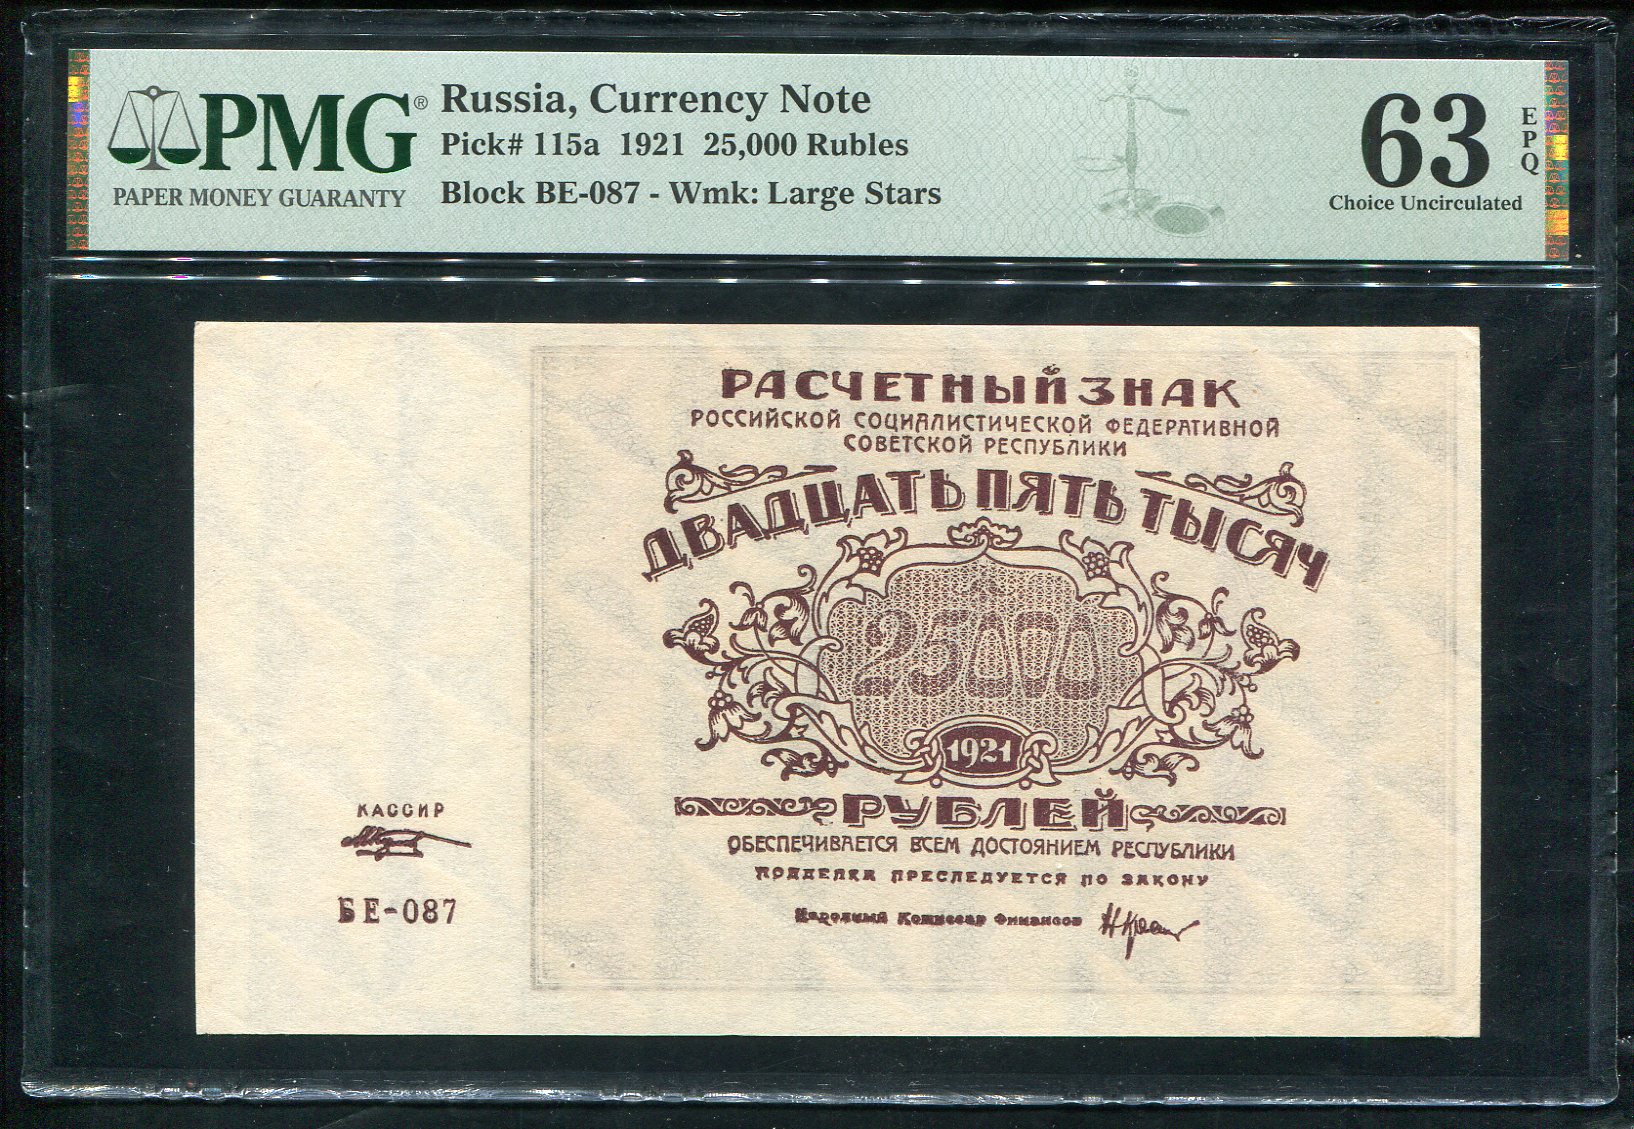 PMG®
PAPER MONEY GUARANTY
Russia, Currency Note
Pick# 115a 1921 25,000 Rubles
Block BE-087 - Wmk: Large Stars
63
EPQ
Choice Uncirculated
РАСЧЕТНЫЙ ЗНАК
РОССИЙСКОЙ СОЦИАЛИСТИЧЕСКОЙ ФЕДЕРАТИВНОЙ
СОВЕТСКОЙ РЕСПУБЛИКИ
ДВАДЦАТЬ ПЯТЬ ТЫСЯЧ
25000
1921
РУБЛЕЙ
ОБЕСПЕЧИВАЕТСЯ ВСЕМ ДОСТОЯНИЕМ РЕСПУБЛИКИ
ПОДДЕЛКА ПРЕСЛЕДУЕТСЯ ПО ЗАКОНУ
Народный Комиссар Финансов
КАССИР
БЕ-087